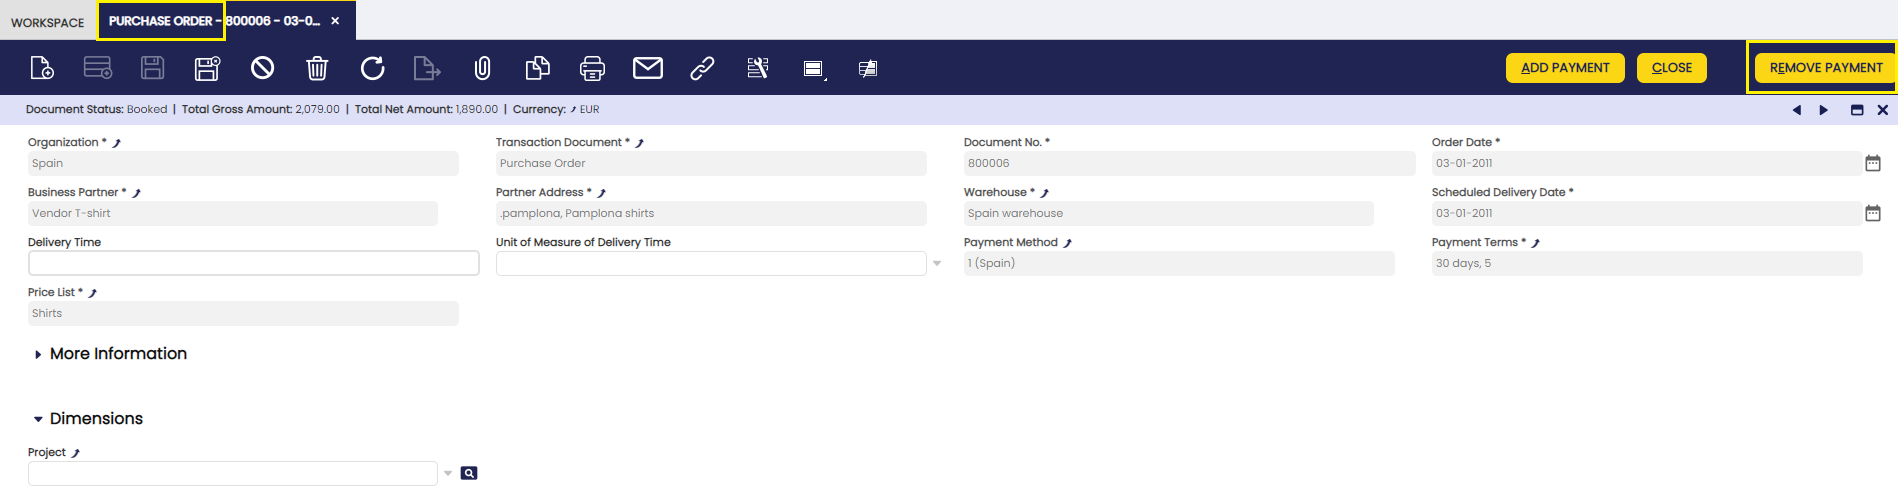 WORKSPACE PURCHASE ORDER - 800006 - 03-0...
ADD PAYMENT CLOSE REMOVE PAYMENT
Document Status: Booked | Total Gross Amount: 2,079.00 | Total Net Amount: 1,890.00 | Currency: EUR
Organization * Transaction Document * Document No. * Order Date *
Spain Purchase Order 800006 03-01-2011
Business Partner * Partner Address * Warehouse * Scheduled Delivery Date *
Vendor T-shirt .pamplona, Pamplona shirts Spain warehouse 03-01-2011
Delivery Time Unit of Measure of Delivery Time Payment Method Payment Terms *
1 (Spain) 30 days, 5
Price List *
Shirts
More Information
Dimensions
Project